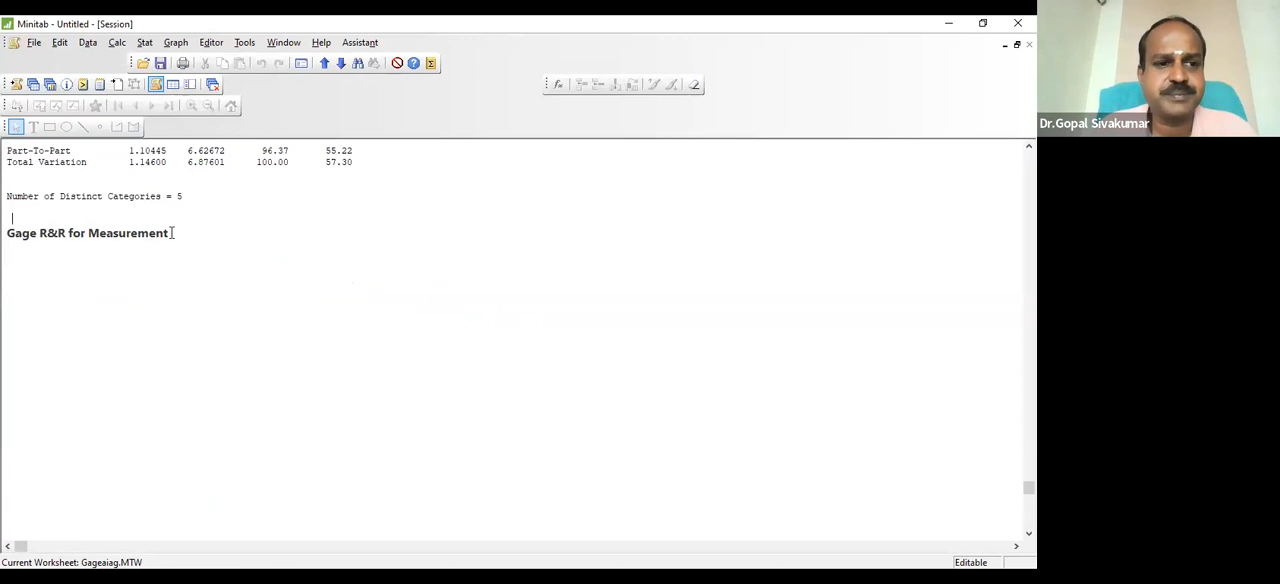 Minitab - Untitled - [Session]
File Edit Data Calc Stat Graph Editor Tools Window Help Assistant
Part-To-Part 1.10445 6.62672 96.37 55.22
Total Variation 1.14600 6.87601 100.00 57.30
Number of Distinct Categories = 5
Gage R&R for Measurement
Current Worksheet: Gageaiag.MTW
Editable
Dr.Gopal Sivakumar